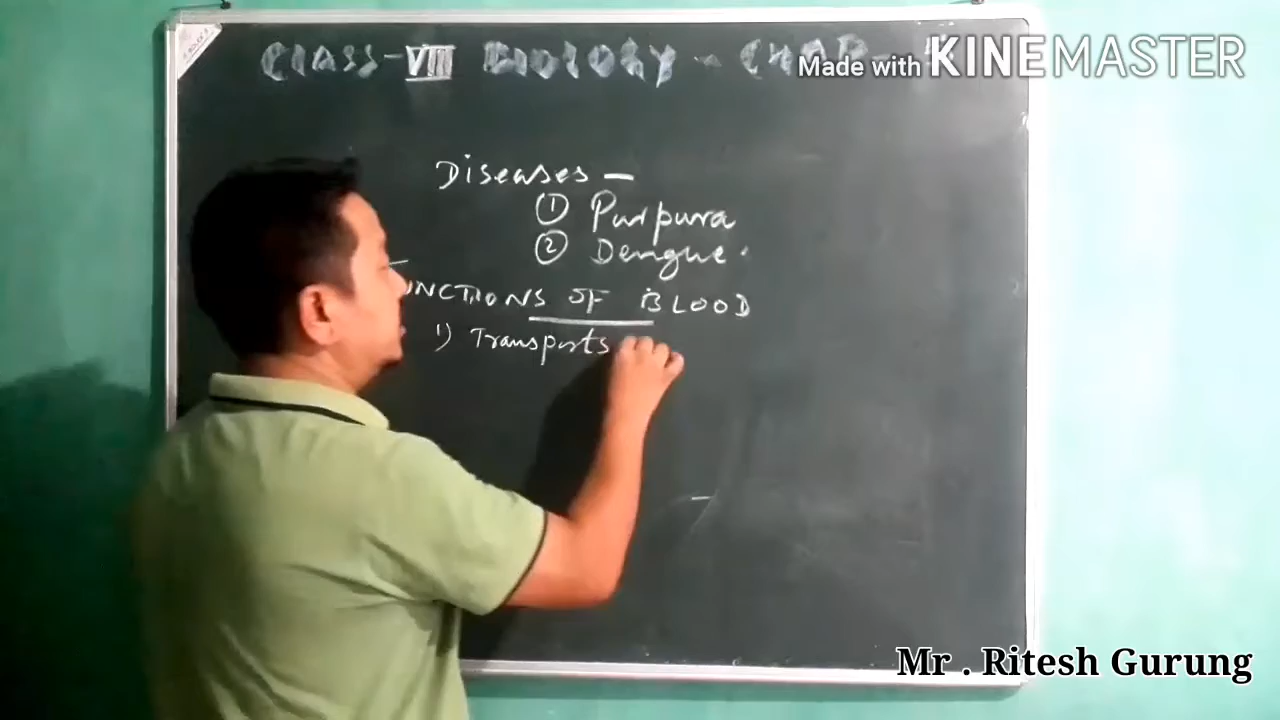 CLASS-VIII BIOLOGY - CHAP
Made with KINEMASTER
Diseases -
① Purpura
② Dengue.
UNCTIONS OF BLOOD
1) Transports
Mr . Ritesh Gurung